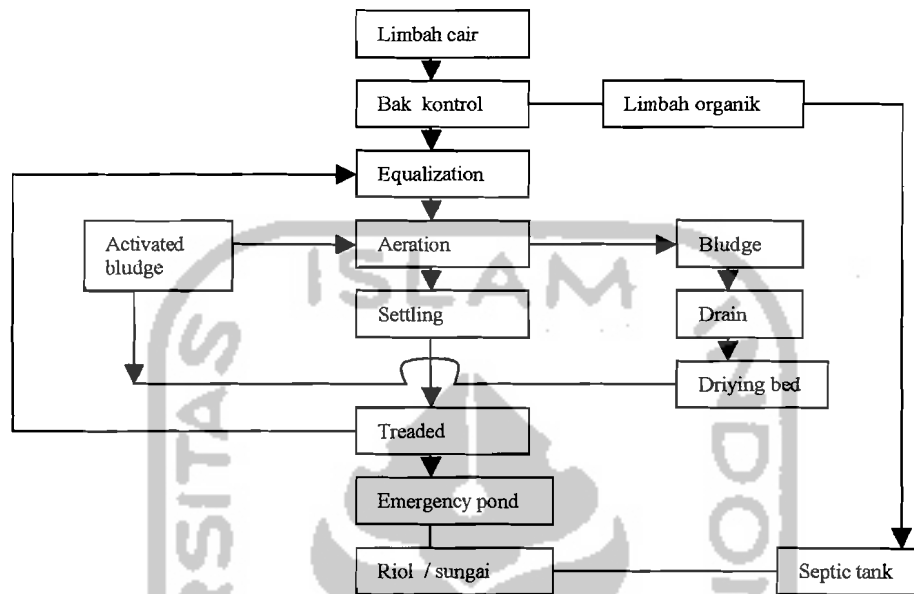 Limbah cair
Bak kontrol
Limbah organik
Equalization
Activated
bludge
Aeration
Bludge
Settling
Drain
Driying bed
Treaded
Emergency pond
Riol / sungai
Septic tank
ISLAM